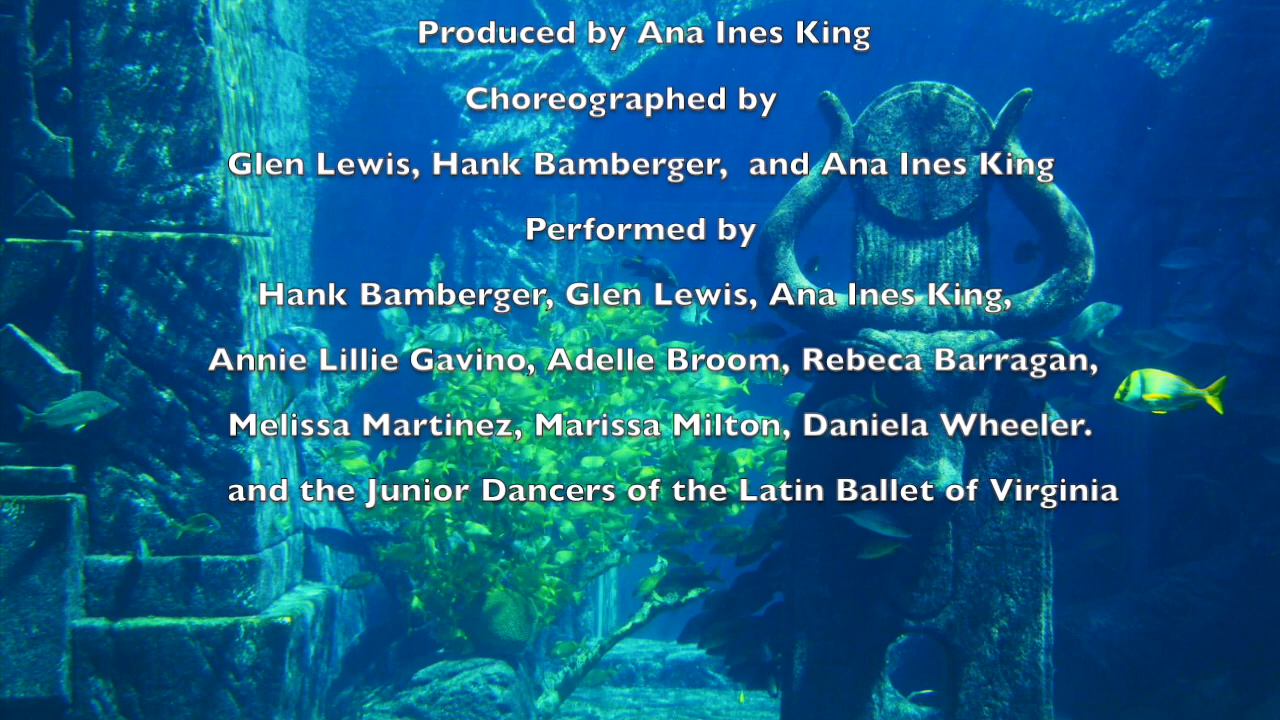 Produced by Ana Ines King
Choreographed by
Glen Lewis, Hank Bamberger, and Ana Ines King
Performed by
Hank Bamberger, Glen Lewis, Ana Ines King,
Annie Lillie Gavino, Adelle Broom, Rebeca Barragan,
Melissa Martinez, Marissa Milton, Daniela Wheeler.
and the Junior Dancers of the Latin Ballet of Virginia